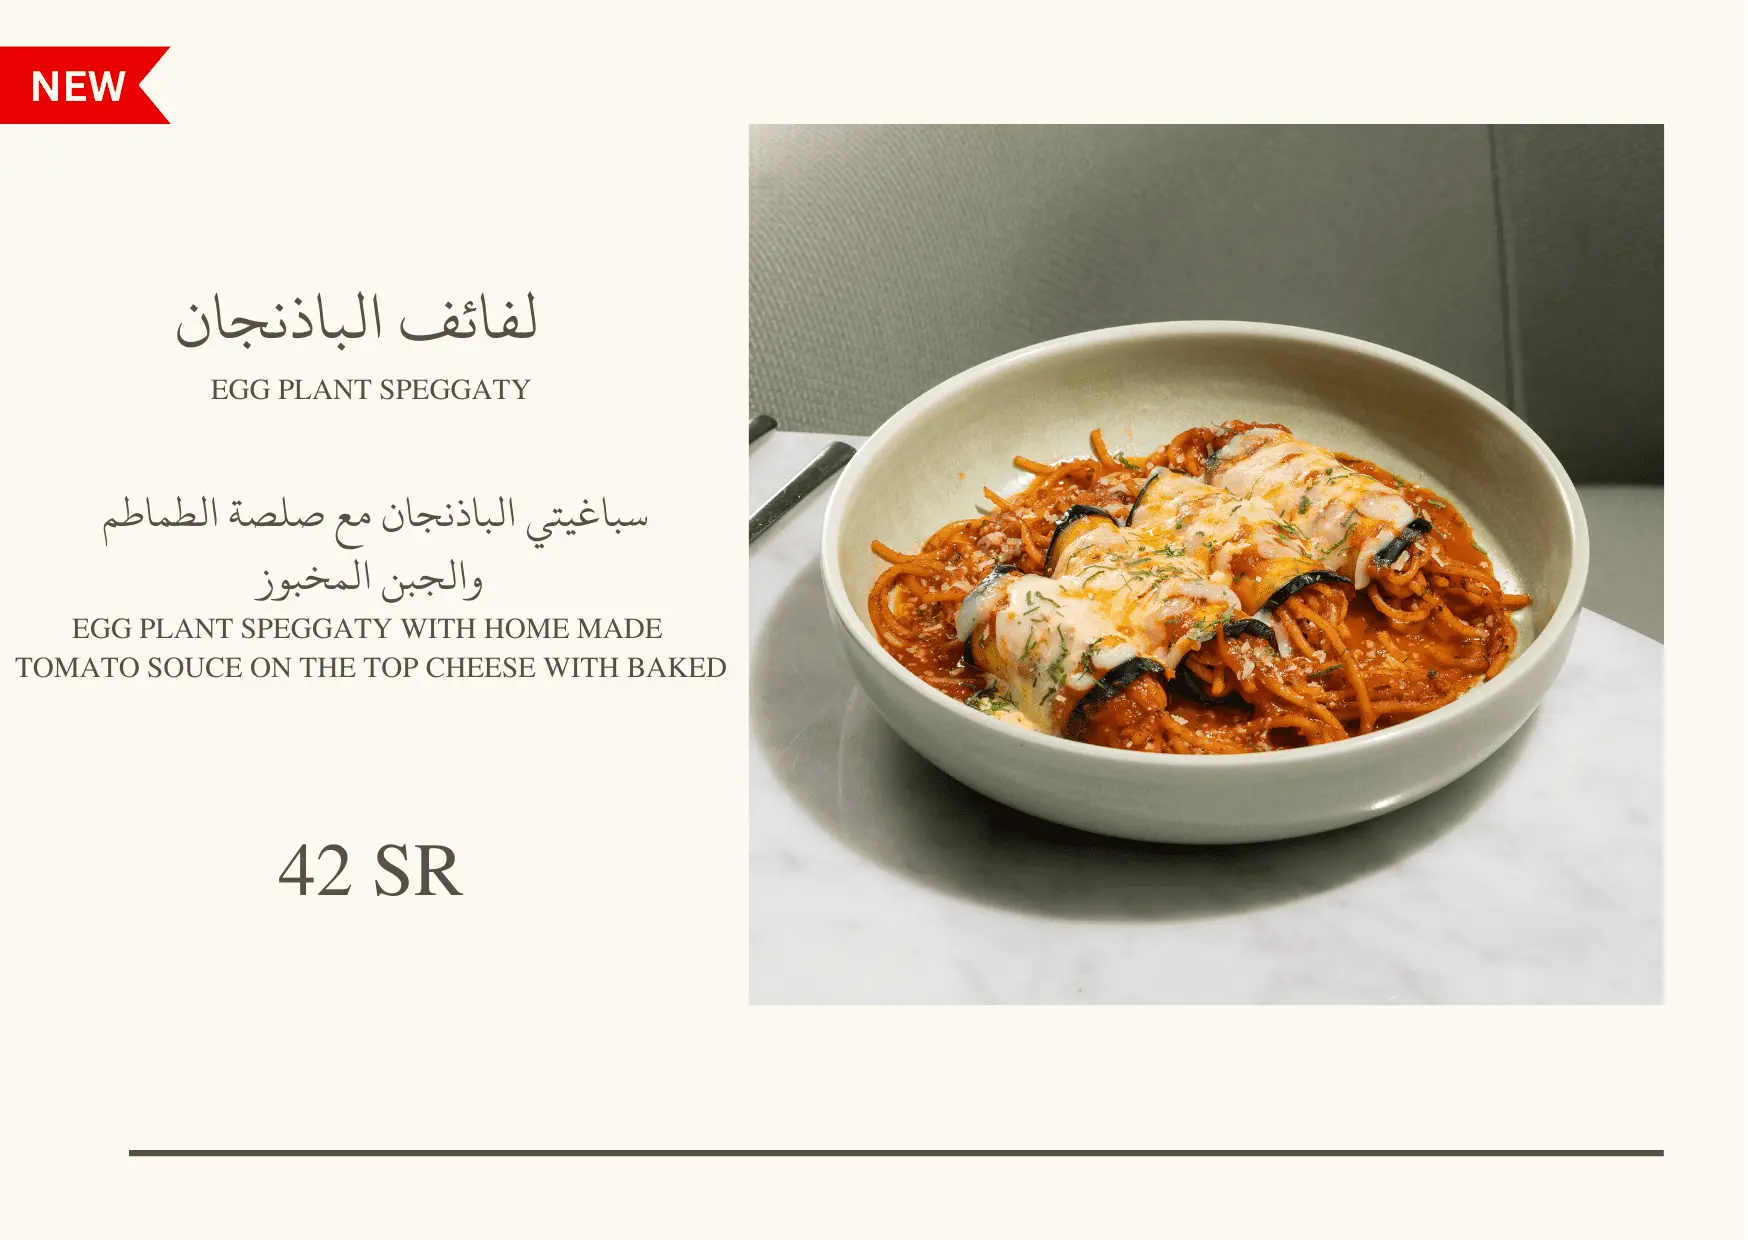 NEW
لفائف الباذنجان
EGG PLANT SPEGGATY
سباغيتي الباذنجان مع صلصة الطماطم
والجبن المخبوز
EGG PLANT SPEGGATY WITH HOME MADE
TOMATO SOUCE ON THE TOP CHEESE WITH BAKED
42 SR